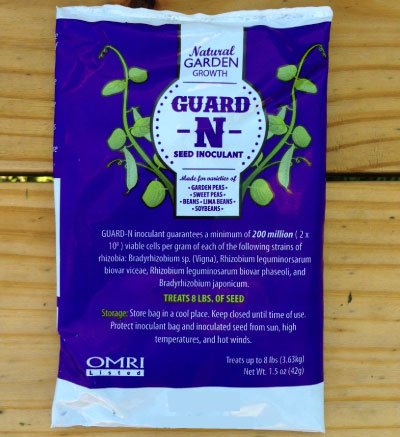 Natural
GARDEN
GROWTH
GUARD
-N-
SEED INOCULANT
Made for varieties of
• GARDEN PEAS •
• SWEET PEAS •
BEANS • LIMA BEANS
• SOYBEANS •
GUARD-N inoculant guarantees a minimum of 200 million ( 2 x
10⁸ ) viable cells per gram of each of the following strains of
rhizobia: Bradyrhizobium sp. (Vigna), Rhizobium leguminosarum
biovar viceae, Rhizobium leguminosarum biovar phaseoli, and
Bradyrhizobium japonicum.
TREATS 8 LBS. OF SEED
Storage: Store bag in a cool place. Keep closed until time of use.
Protect inoculant bag and inoculated seed from sun, high
temperatures, and hot winds.
OMRI
Listed
Treats up to 8 lbs (3.63kg)
Net Wt. 1.5 oz (42g)